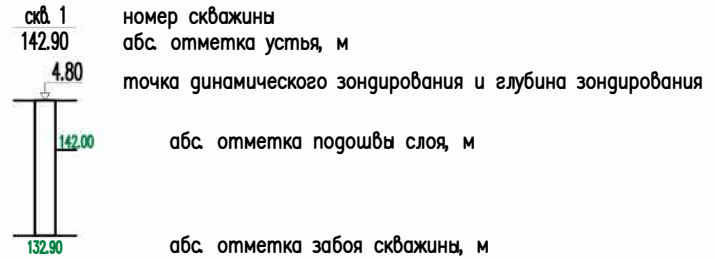 скв. 1 номер скважины
142.90 абс. отметка устья, м
4.80 точка динамического зондирования и глубина зондирования
142.00 абс. отметка подошвы слоя, м
132.90 абс. отметка забоя скважины, м